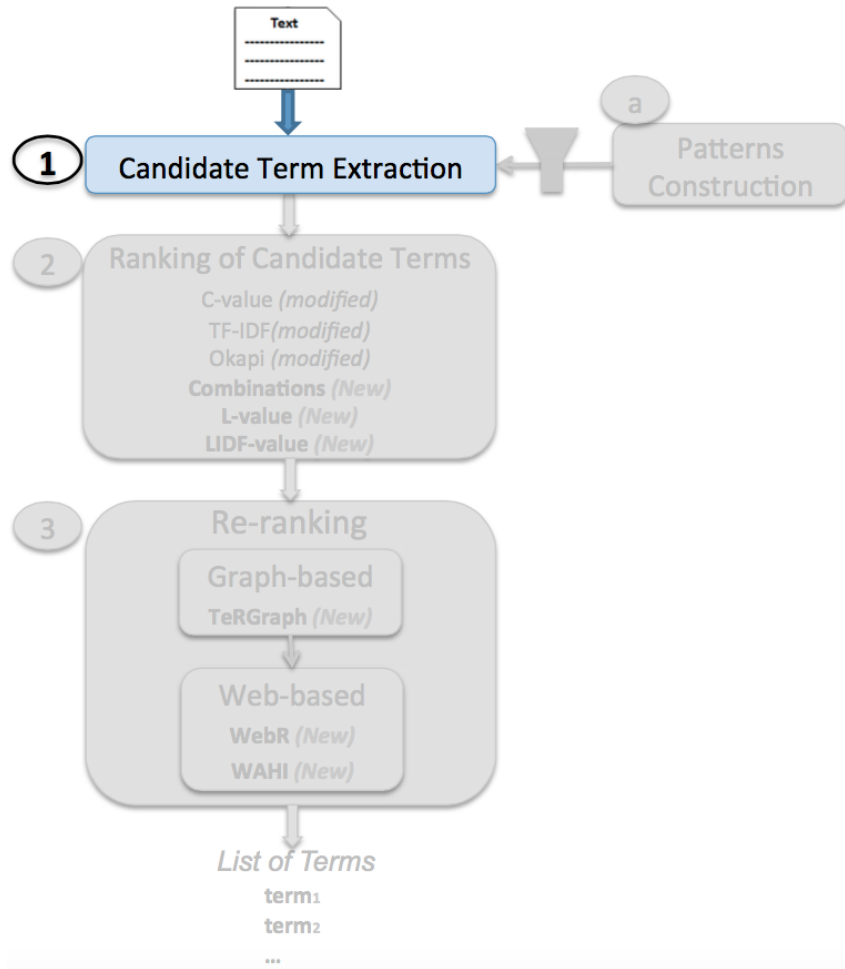 Text
a
1
Candidate Term Extraction
Patterns
Construction
2
Ranking of Candidate Terms
C-value (modified)
TF-IDF(modified)
Okapi (modified)
Combinations (New)
L-value (New)
LIDF-value (New)
3
Re-ranking
Graph-based
TeRGraph (New)
Web-based
WebR (New)
WAHI (New)
List of Terms
term1
term2
...